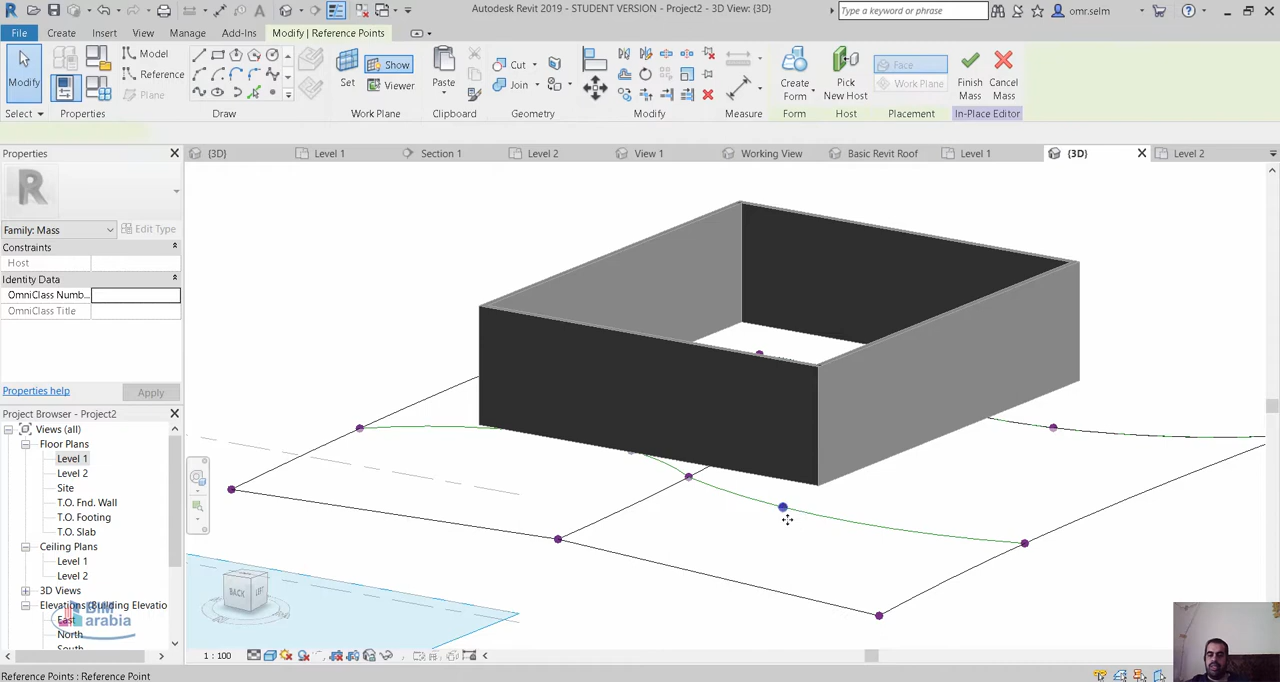 Autodesk Revit 2019 - STUDENT VERSION - Project2 - 3D View: {3D}
Type a keyword or phrase
omr.selm
File
Create
Insert
View
Manage
Add-Ins
Modify | Reference Points
Modify
Model
Reference
Plane
Set
Show
Viewer
Paste
Cut
Join
Create
Form
Pick
New Host
Face
Work Plane
Finish
Mass
Cancel
Mass
Select
Properties
Draw
Work Plane
Clipboard
Geometry
Modify
Measure
Form
Host
Placement
In-Place Editor
Properties
{3D}
Level 1
Section 1
Level 2
View 1
Working View
Basic Revit Roof
Level 1
{3D}
Level 2
R
Family: Mass
Edit Type
Constraints
Host
Identity Data
OmniClass Numb...
OmniClass Title
Properties help
Apply
Project Browser - Project2
Views (all)
Floor Plans
Level 1
Level 2
Site
T.O. Fnd. Wall
T.O. Footing
T.O. Slab
Ceiling Plans
Level 1
Level 2
3D Views
Elevations (Building Elevatio
East
North
BIM
arabia
BACK
LEFT
1 : 100
Reference Points : Reference Point